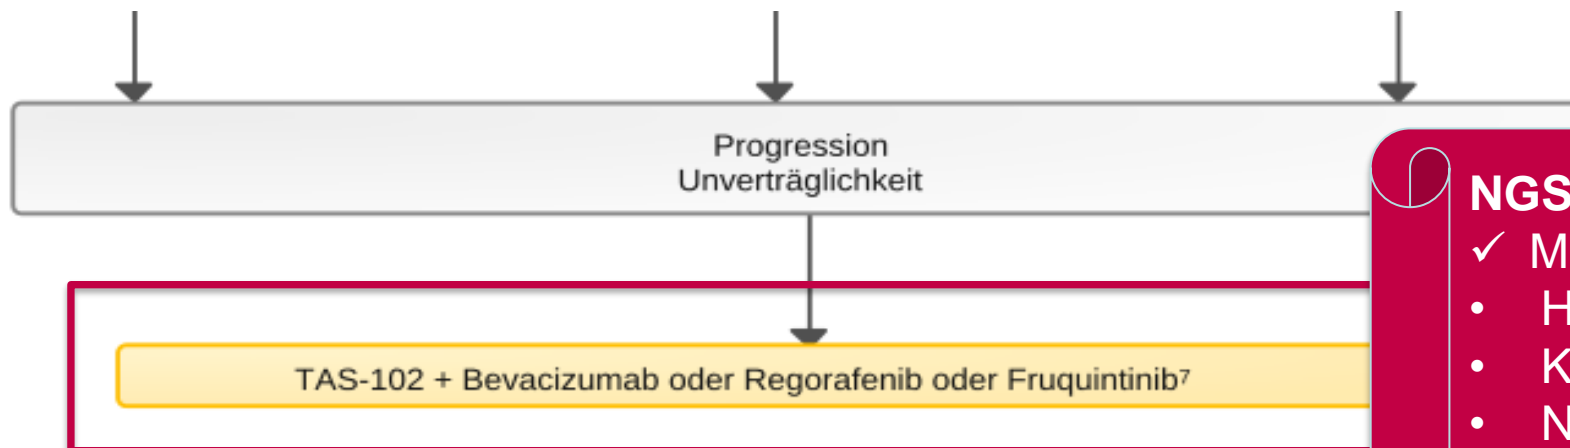 Progression
Unverträglichkeit
TAS-102 + Bevacizumab oder Regorafenib oder Fruquintinib⁷
NGS
✓ M
• H
• K
• N